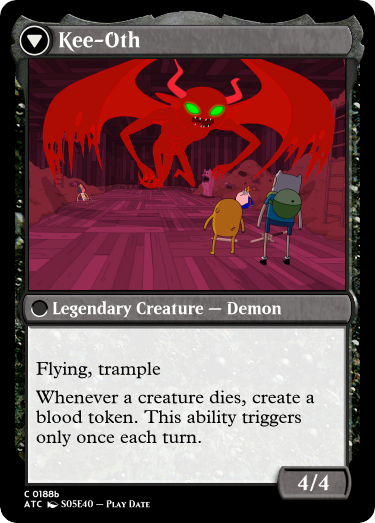 Kee-Oth
Legendary Creature — Demon
Flying, trample
Whenever a creature dies, create a
blood token. This ability triggers
only once each turn.
4/4
C 0188b
ATC S05E40 — Play Date